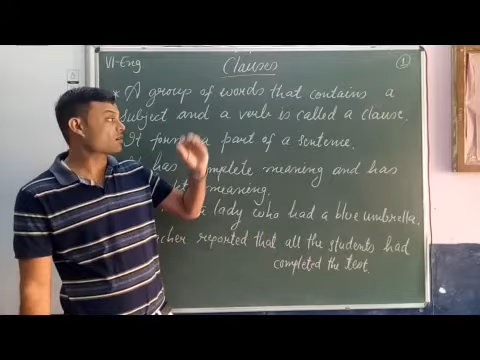 VI-Eng.
Clauses
1
* A group of words that contains a
subject and a verb is called a clause.
It forms a part of a sentence.
has complete meaning and has
meaning.
a lady who had a blue umbrella.
reported that all the students had
completed the test.